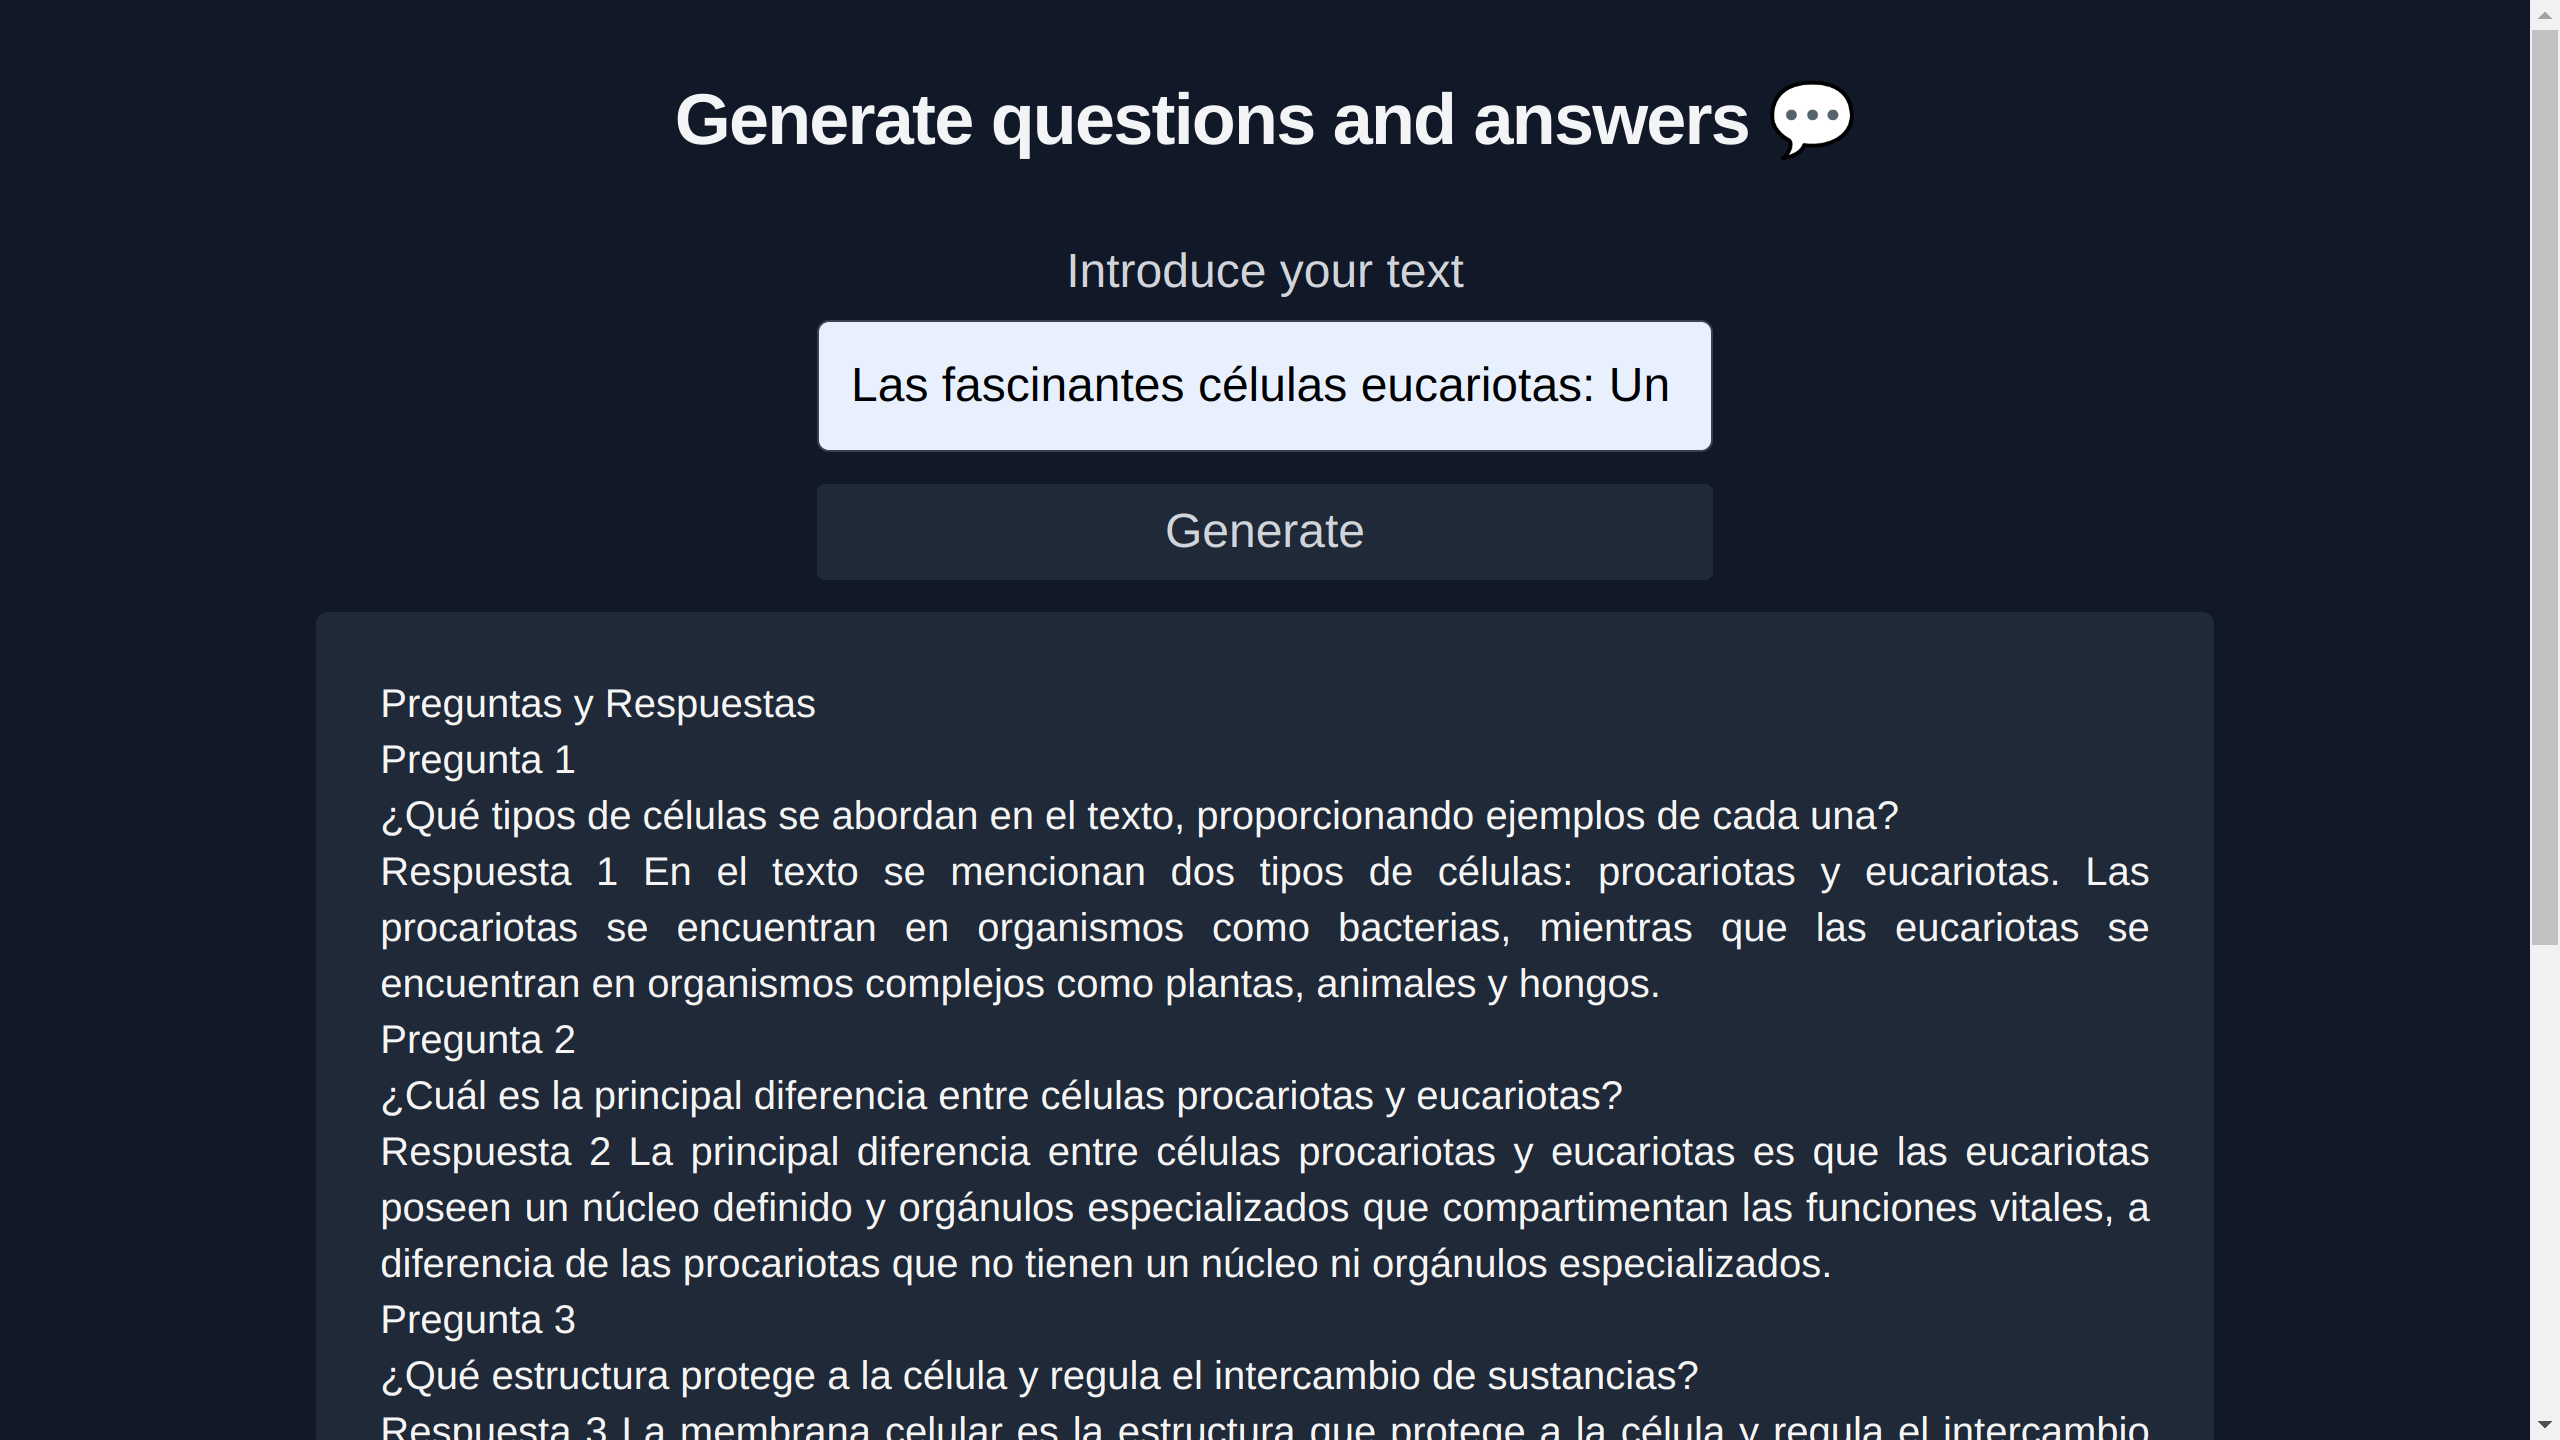 Generate questions and answers 💬
Introduce your text
Las fascinantes células eucariotas: Un
Generate
Preguntas y Respuestas
Pregunta 1
¿Qué tipos de células se abordan en el texto, proporcionando ejemplos de cada una?
Respuesta 1 En el texto se mencionan dos tipos de células: procariotas y eucariotas. Las
procariotas se encuentran en organismos como bacterias, mientras que las eucariotas se
encuentran en organismos complejos como plantas, animales y hongos.
Pregunta 2
¿Cuál es la principal diferencia entre células procariotas y eucariotas?
Respuesta 2 La principal diferencia entre células procariotas y eucariotas es que las eucariotas
poseen un núcleo definido y orgánulos especializados que compartimentan las funciones vitales, a
diferencia de las procariotas que no tienen un núcleo ni orgánulos especializados.
Pregunta 3
¿Qué estructura protege a la célula y regula el intercambio de sustancias?
Respuesta 3 La membrana celular es la estructura que protege a la célula y regula el intercambio